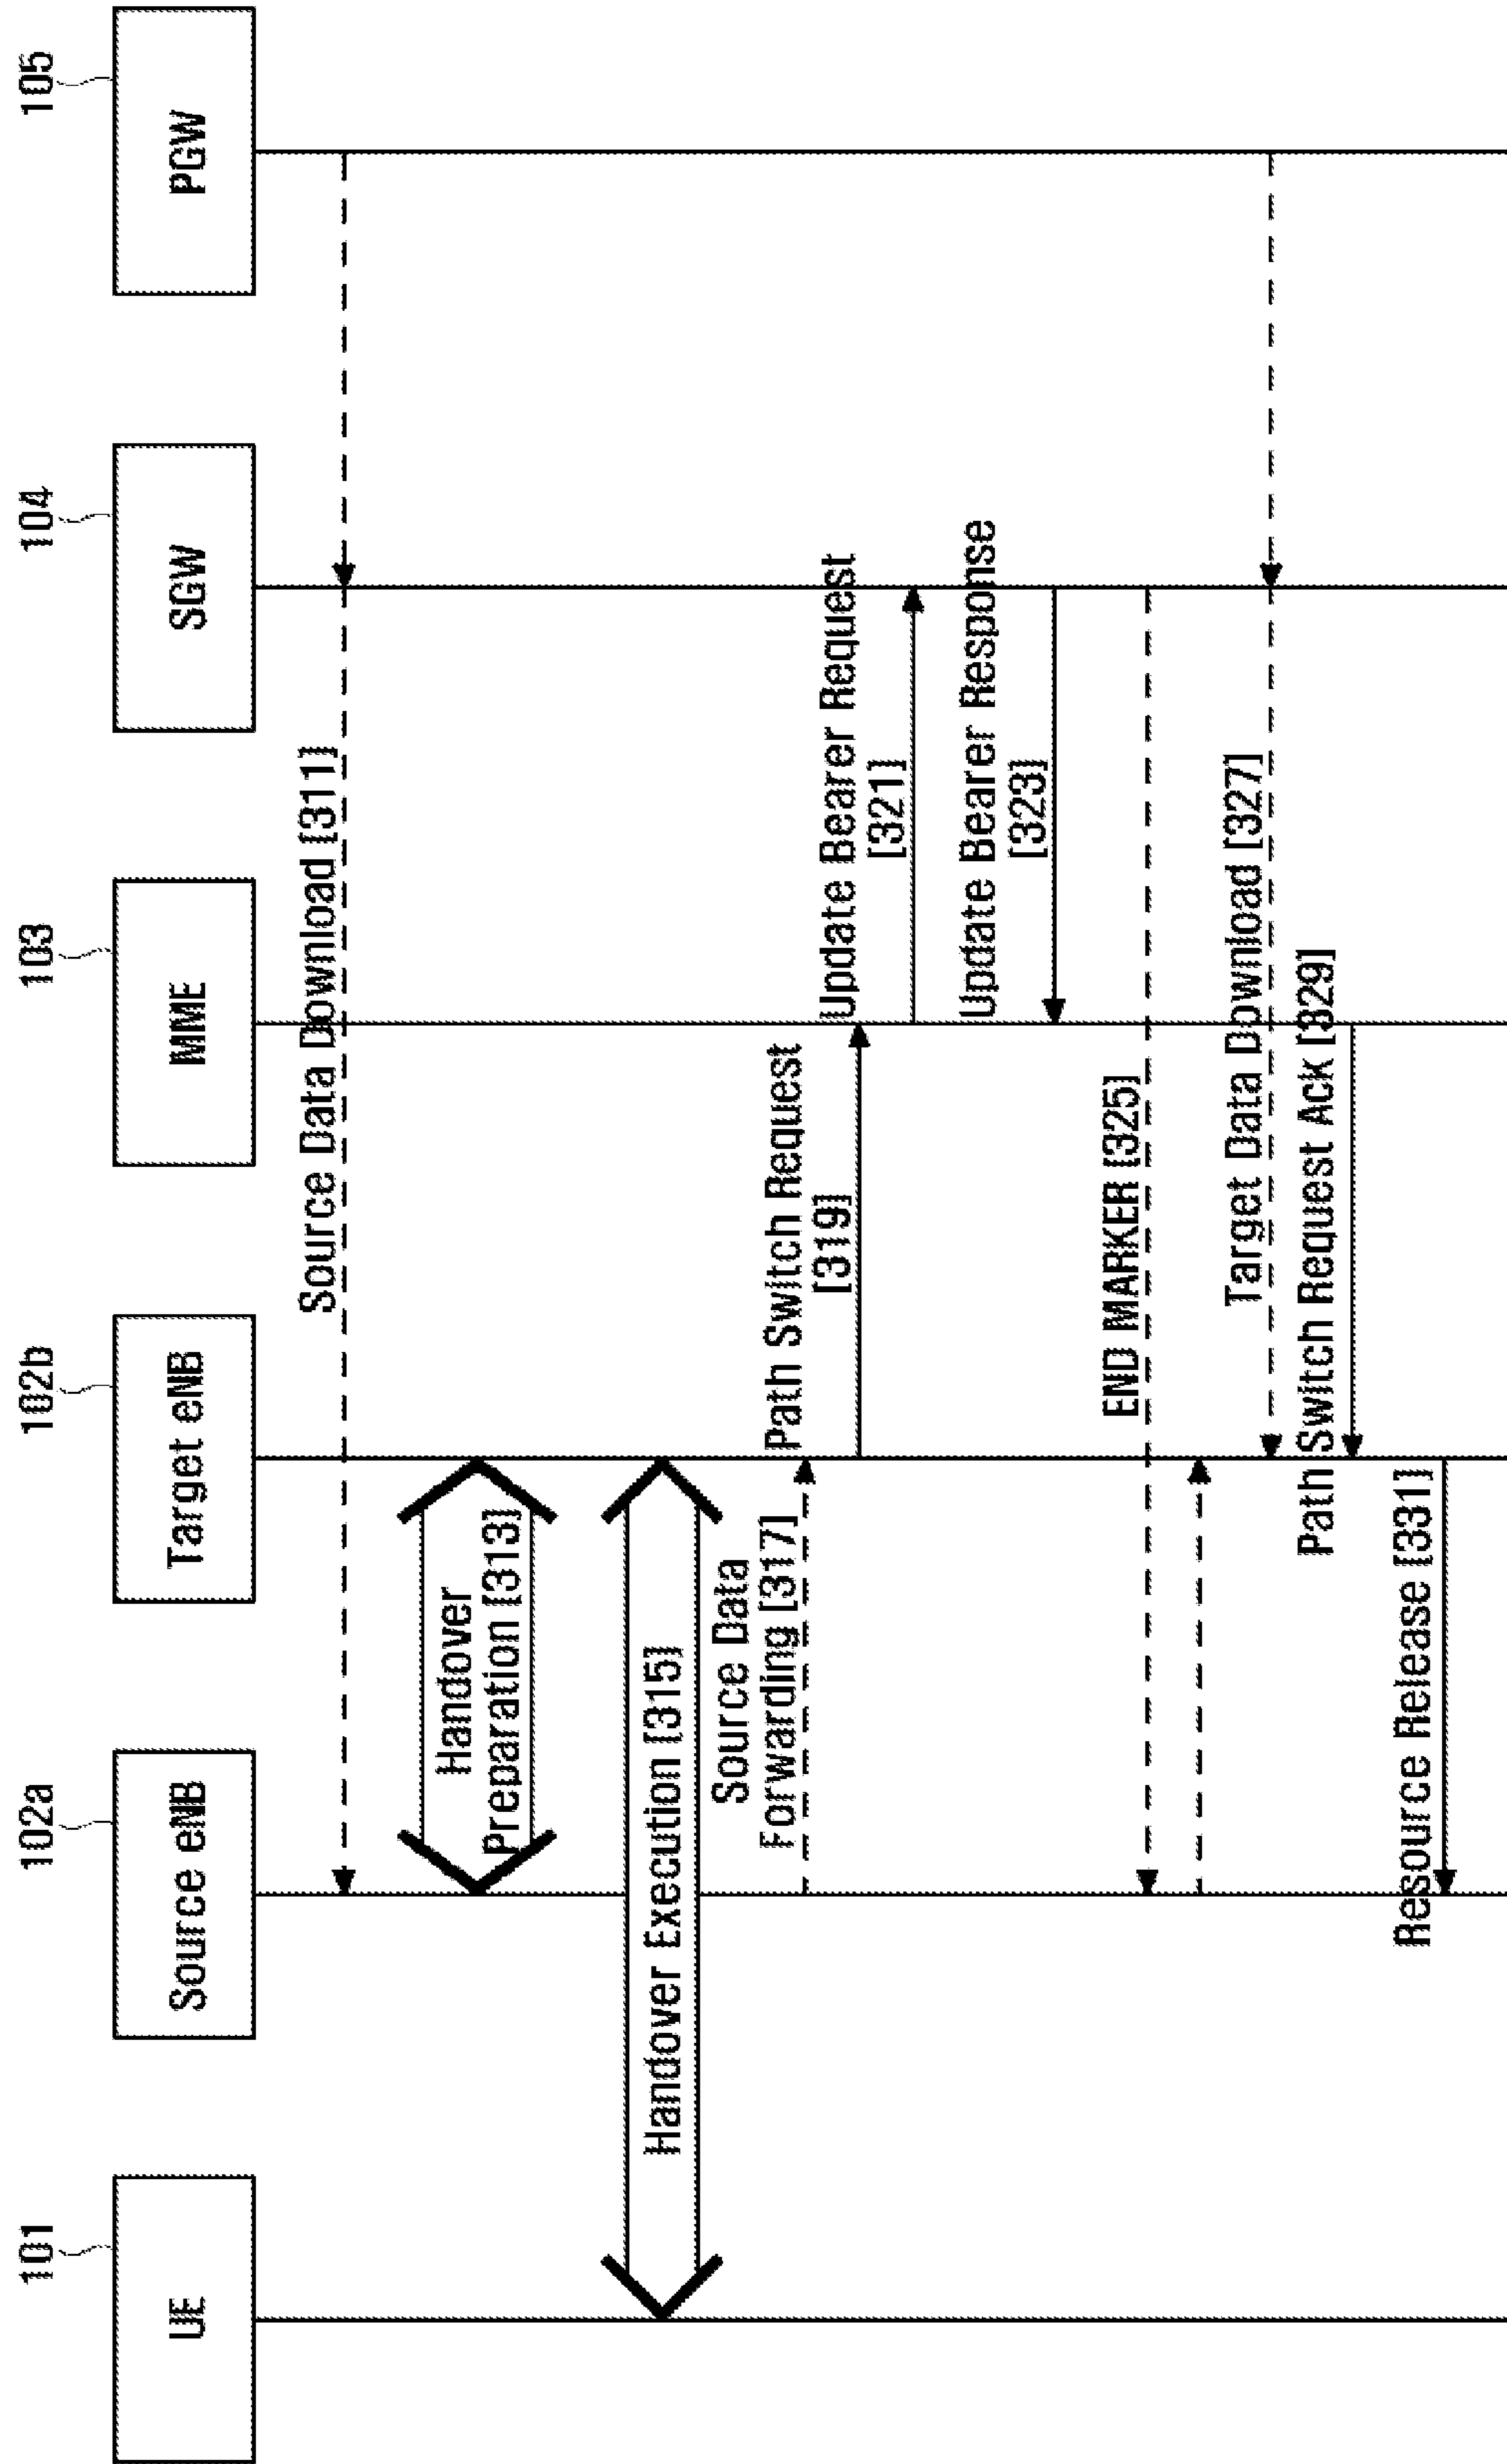 101
102a
102b
103
104
105
UE
Source eNB
Target eNB
MME
SGW
PGW
Source Data Download [311]
Handover
Preparation [313]
Handover Execution [315]
Source Data
Forwarding [317]
Path Switch Request
[319]
Update Bearer Request
[321]
Update Bearer Response
[323]
END MARKER [325]
Target Data Download [327]
Path Switch Request Ack [329]
Resource Release [331]